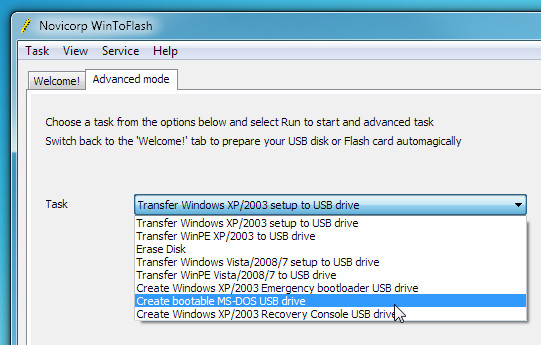 Novicorp WinToFlash
Task View Service Help
Welcome! Advanced mode
Choose a task from the options below and select Run to start and advanced task
Switch back to the 'Welcome!' tab to prepare your USB disk or Flash card automagically
Task Transfer Windows XP/2003 setup to USB drive
Transfer Windows XP/2003 setup to USB drive
Transfer WinPE XP/2003 to USB drive
Erase Disk
Transfer Windows Vista/2008/7 setup to USB drive
Transfer WinPE Vista/2008/7 to USB drive
Create Windows XP/2003 Emergency bootloader USB drive
Create bootable MS-DOS USB drive
Create Windows XP/2003 Recovery Console USB drive